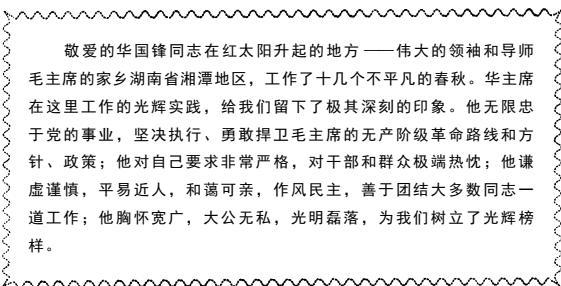 敬爱的华国锋同志在红太阳升起的地方——伟大的领袖和导师
毛主席的家乡湖南省湘潭地区，工作了十几个不平凡的春秋。华主席
在这里工作的光辉实践，给我们留下了极其深刻的印象。他无限忠
于党的事业，坚决执行、勇敢捍卫毛主席的无产阶级革命路线和方
针、政策；他对自己要求非常严格，对干部和群众极端热忱；他谦
虚谨慎，平易近人，和蔼可亲，作风民主，善于团结大多数同志一
道工作；他胸怀宽广，大公无私，光明磊落，为我们树立了光辉榜
样。